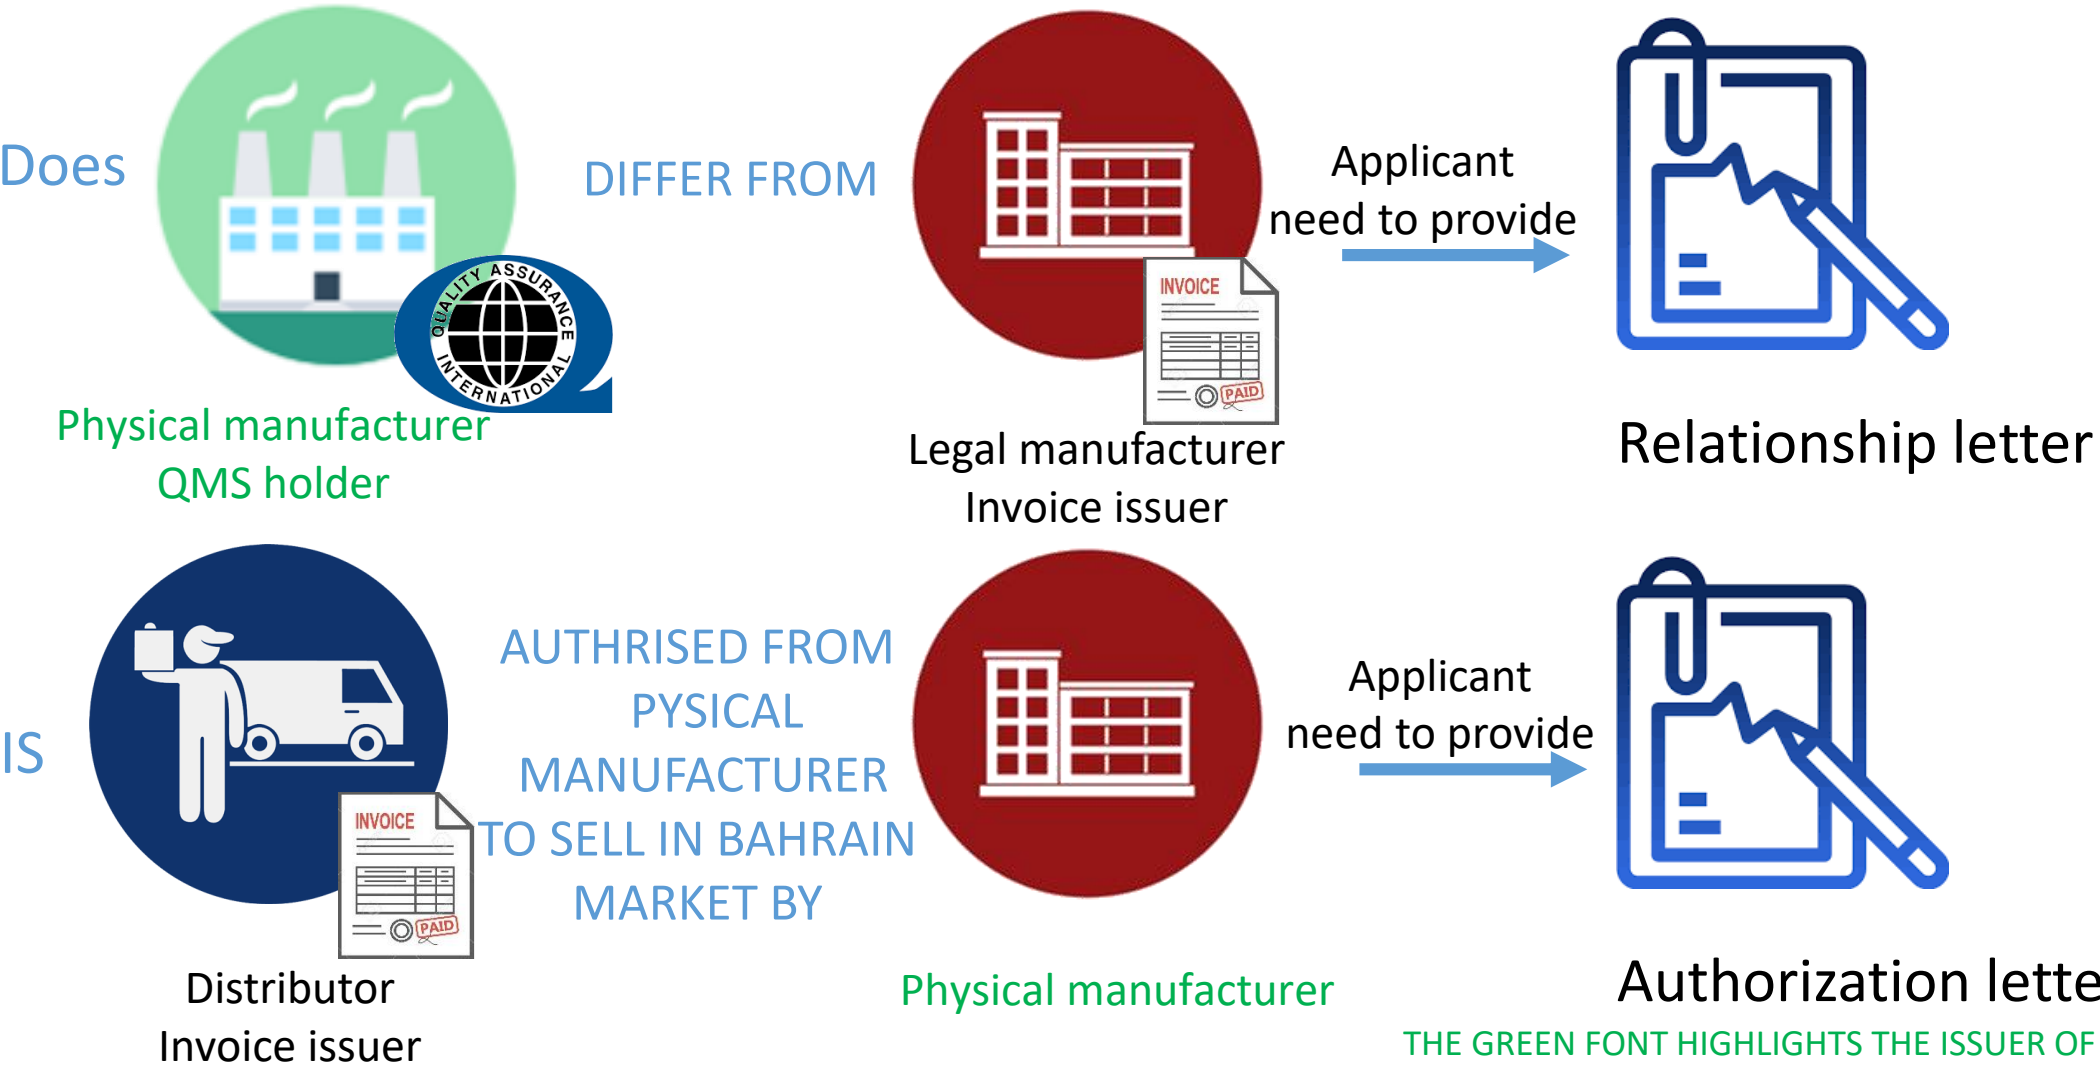 Does
QUALITY ASSURANCE
INTERNATIONAL
Physical manufacturer
QMS holder
DIFFER FROM
INVOICE
PAID
Legal manufacturer
Invoice issuer
Applicant
need to provide
Relationship letter
IS
INVOICE
PAID
Distributor
Invoice issuer
AUTHRISED FROM
PYSICAL
MANUFACTURER
TO SELL IN BAHRAIN
MARKET BY
Physical manufacturer
Applicant
need to provide
Authorization lette
THE GREEN FONT HIGHLIGHTS THE ISSUER OF